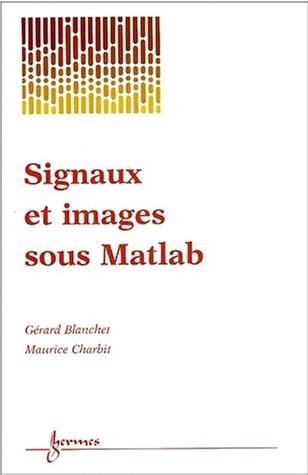 Signaux
et images
sous Matlab
Gérard Blanchet
Maurice Charbit
hermes